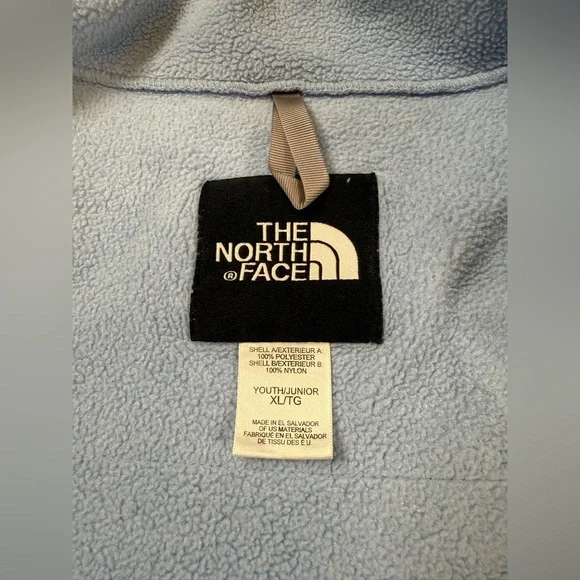 THE
NORTH
® FACE
SHELL A/EXTERIEUR A:
100% POLYESTER
SHELL B/EXTERIEUR B:
100% NYLON
YOUTH/JUNIOR
XL/TG
MADE IN EL SALVADOR
OF US MATERIALS
FABRIQUÉ EN EL SALVADOR
DE TISSU DES É.U.